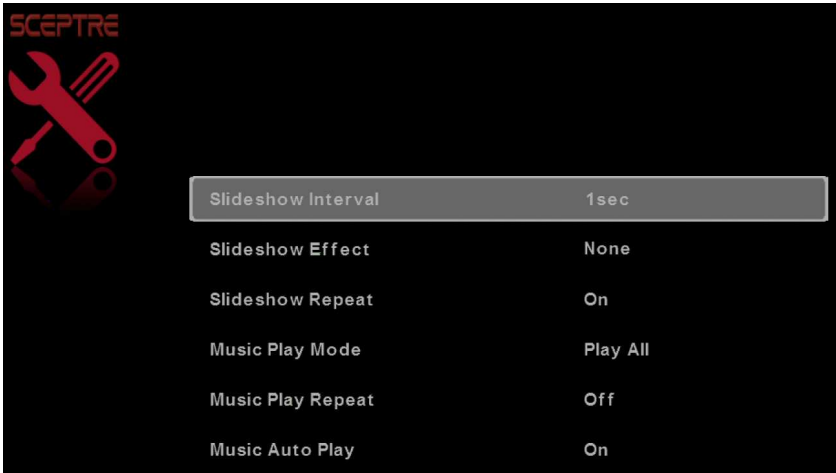 SCEPTRE
Slideshow Interval 1sec
Slideshow Effect None
Slideshow Repeat On
Music Play Mode Play All
Music Play Repeat Off
Music Auto Play On